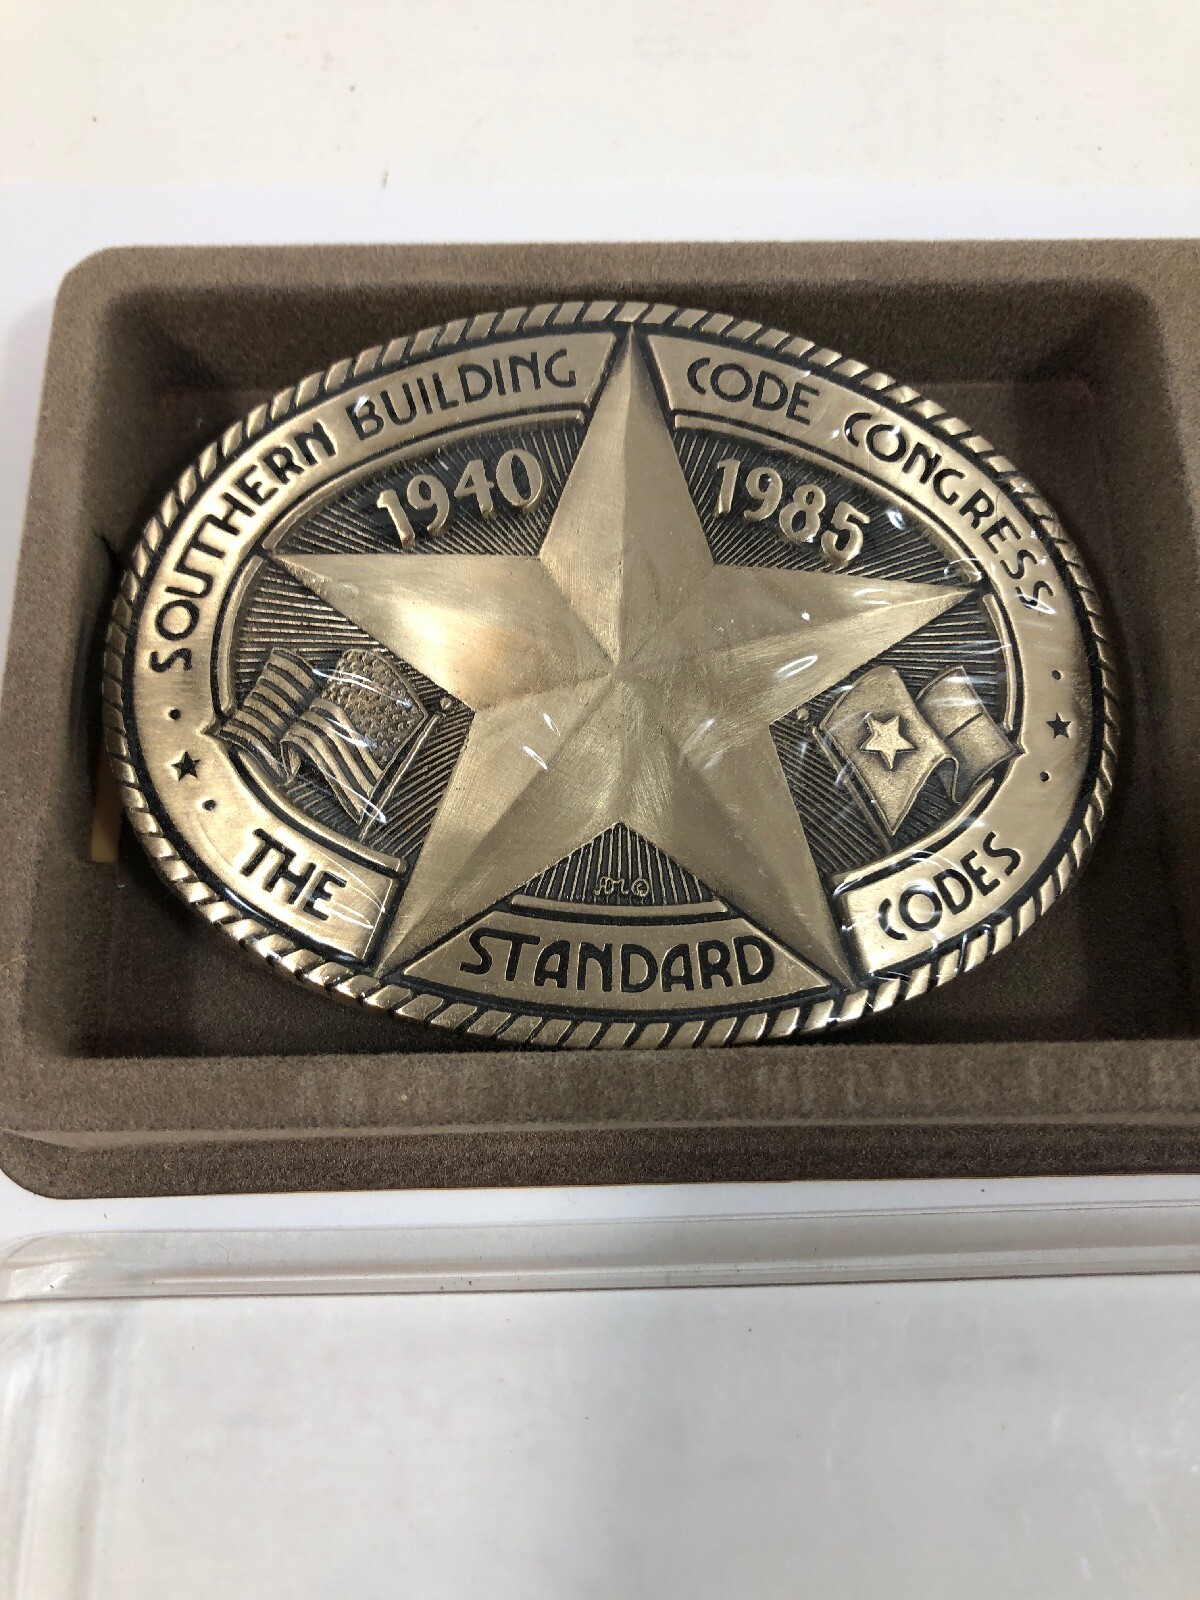 SOUTHERN BUILDING CODE CONGRESS
1940 1985
THE STANDARD CODES